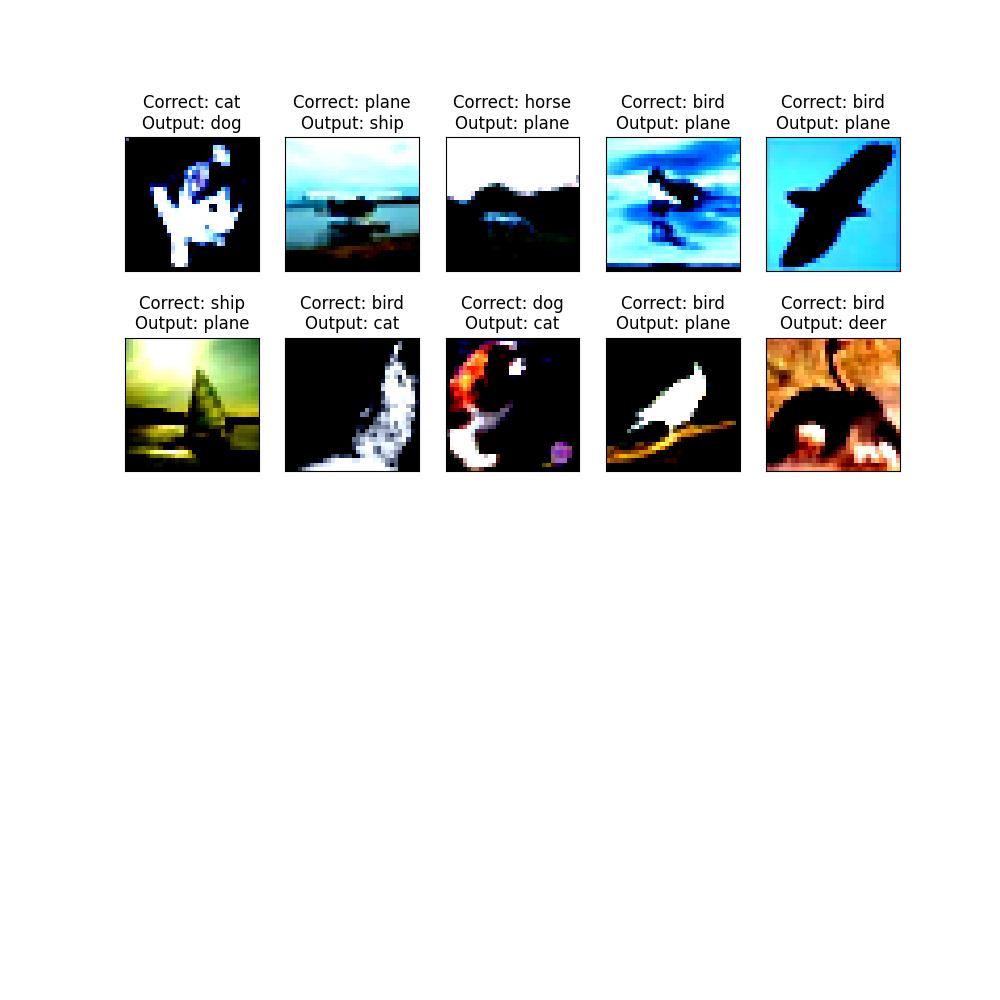 Correct: cat
Output: dog
Correct: plane
Output: ship
Correct: horse
Output: plane
Correct: bird
Output: plane
Correct: bird
Output: plane
Correct: ship
Output: plane
Correct: bird
Output: cat
Correct: dog
Output: cat
Correct: bird
Output: plane
Correct: bird
Output: deer